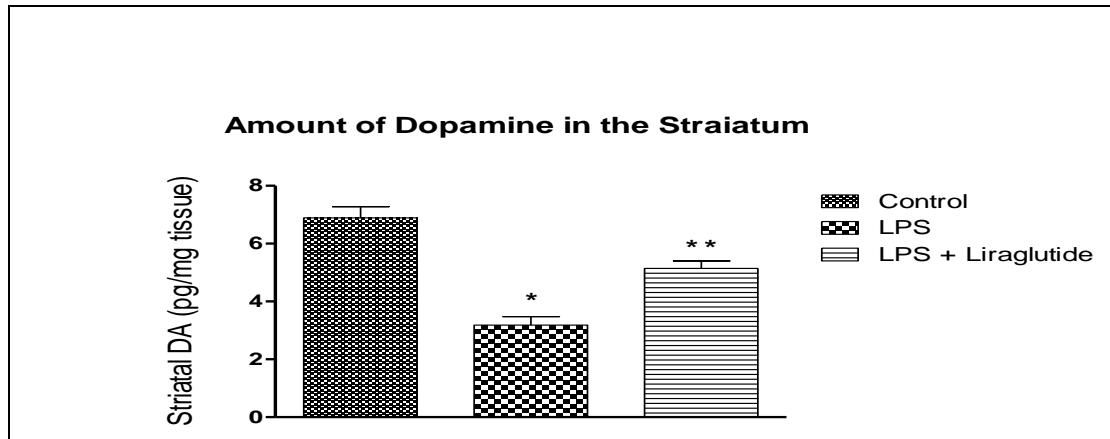 Amount of Dopamine in the Straiatum
Striatal DA (pg/mg tissue)
8
6
4
2
0
*
**
Control
LPS
LPS + Liraglutide